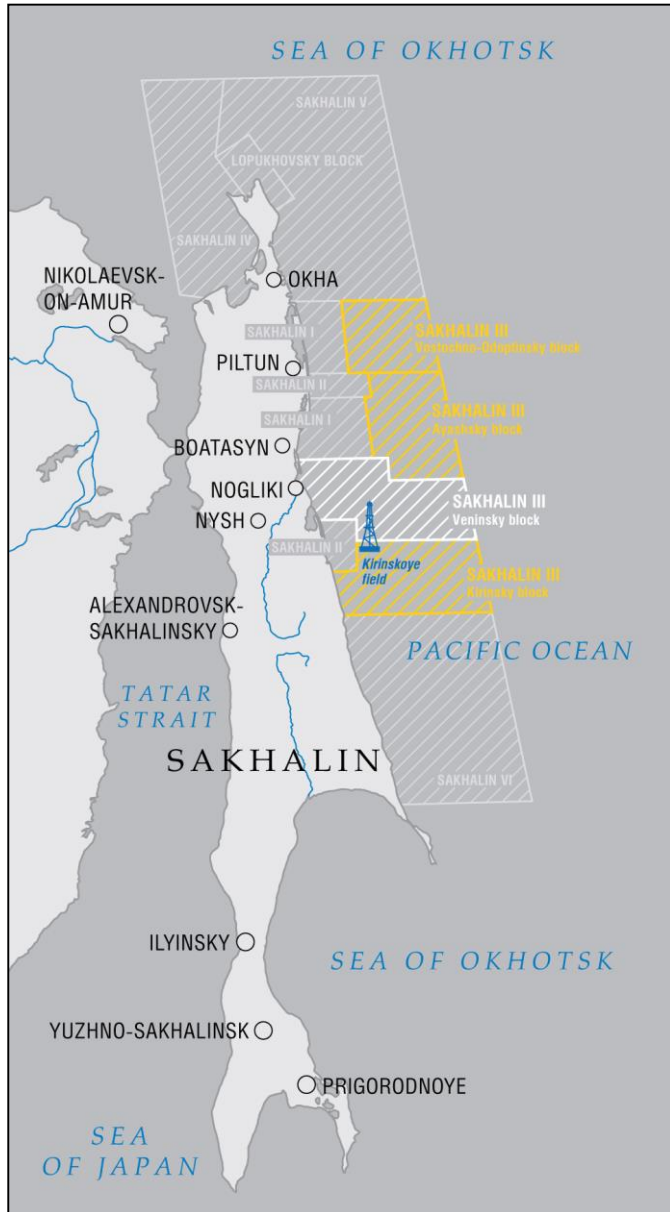 SEA OF OKHOTSK
SAKHALIN V
LOPUKHOVSKY BLOCK
SAKHALIN IV
NIKOLAEVSK-
ON-AMUR
OKHA
SAKHALIN I
SAKHALIN III
Vostochno-Odoptinsky block
PILTUN
SAKHALIN II
SAKHALIN I
SAKHALIN III
Ayashsky block
BOATASYN
NOGLIKI
SAKHALIN III
Veninsky block
NYSH
SAKHALIN II
Kirinskoye
field
SAKHALIN III
Kirinsky block
ALEXANDROVSK-
SAKHALINSKY
PACIFIC OCEAN
TATAR
STRAIT
SAKHALIN
SAKHALIN VI
ILYINSKY
SEA OF OKHOTSK
YUZHNO-SAKHALINSK
PRIGORODNOYE
SEA
OF JAPAN